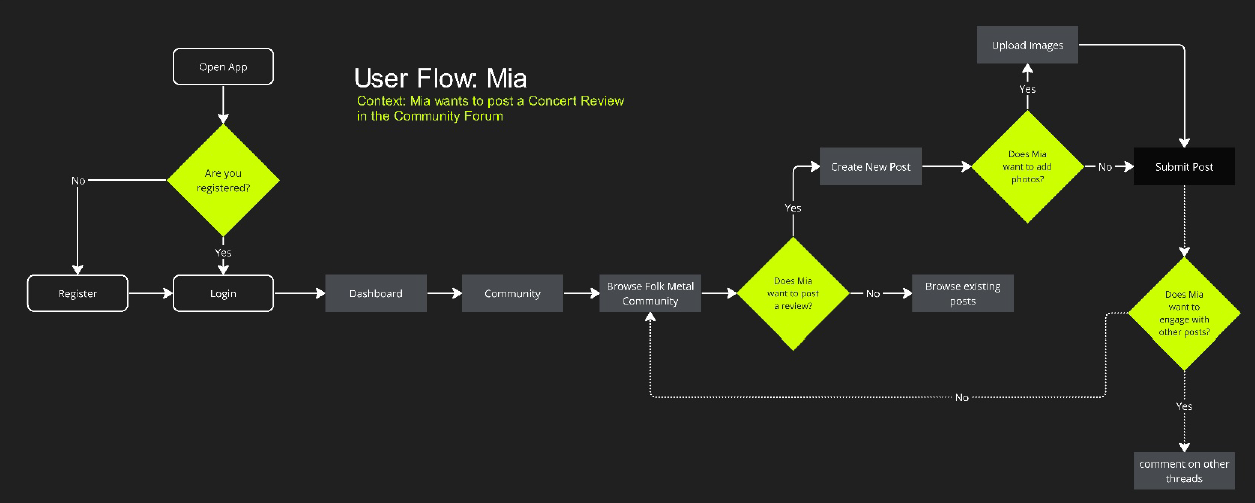 Open App
User Flow: Mia
Context: Mia wants to post a Concert Review
in the Community Forum
Are you
registered?
No
Yes
Register
Login
Dashboard
Community
Browse Folk Metal
Community
Does Mia
want to post
a review?
Yes
No
Browse existing
posts
Create New Post
Does Mia
want to add
photos?
Yes
Upload Images
No
Submit Post
Does Mia
want to
engage with
other posts?
No
Yes
comment on other
threads